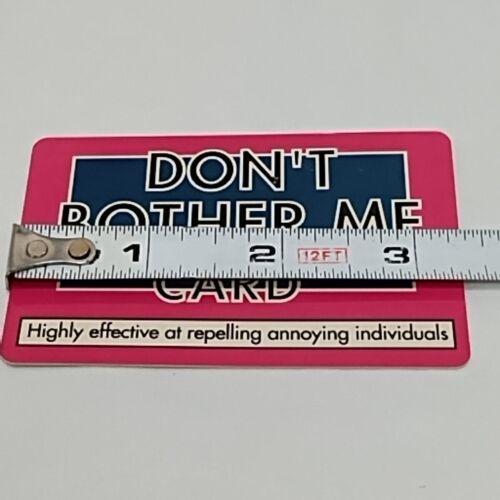 DON'T
BOTHER ME
1 2 12FT 3
CARD
Highly effective at repelling annoying individuals